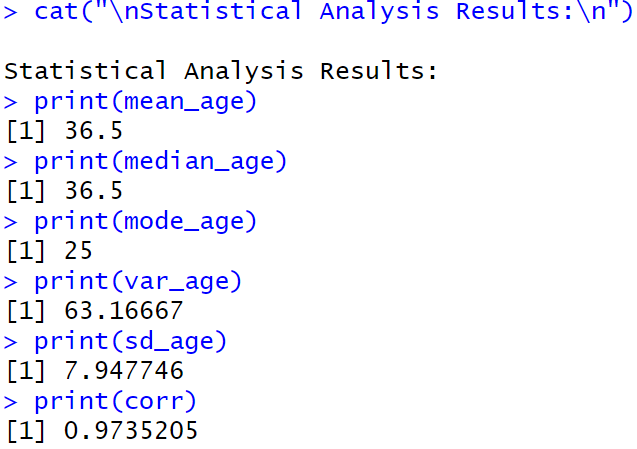 > cat("\nStatistical Analysis Results:\n")
Statistical Analysis Results:
> print(mean_age)
[1] 36.5
> print(median_age)
[1] 36.5
> print(mode_age)
[1] 25
> print(var_age)
[1] 63.16667
> print(sd_age)
[1] 7.947746
> print(corr)
[1] 0.9735205